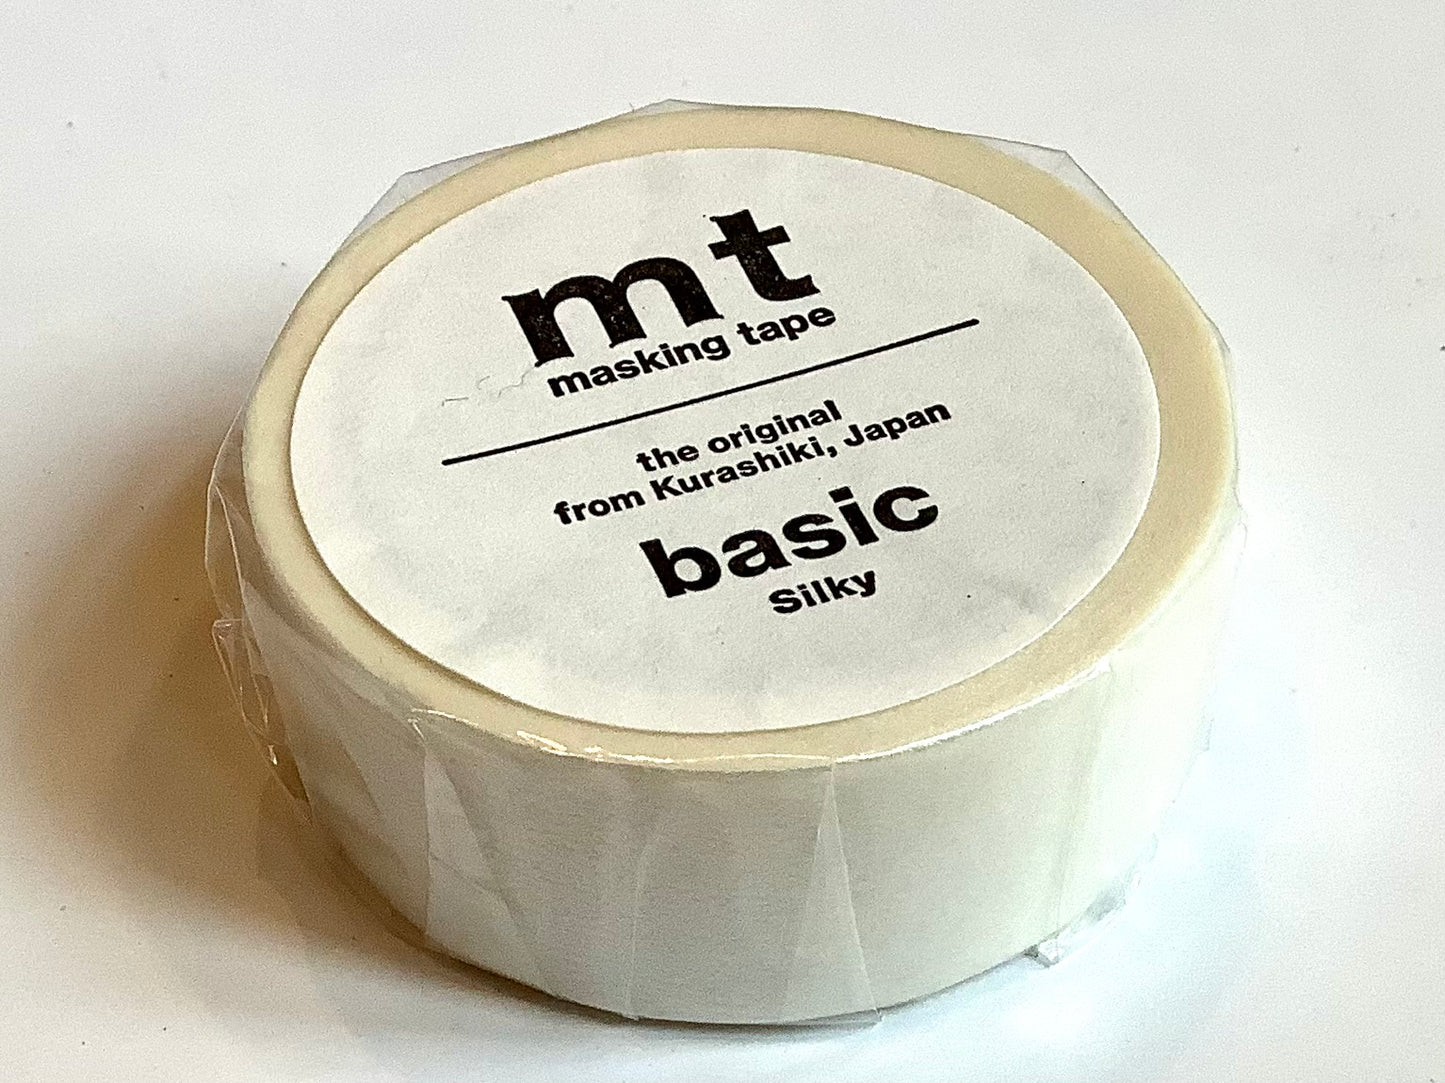 mt
masking tape
the original
from Kurashiki, Japan
basic
Silky